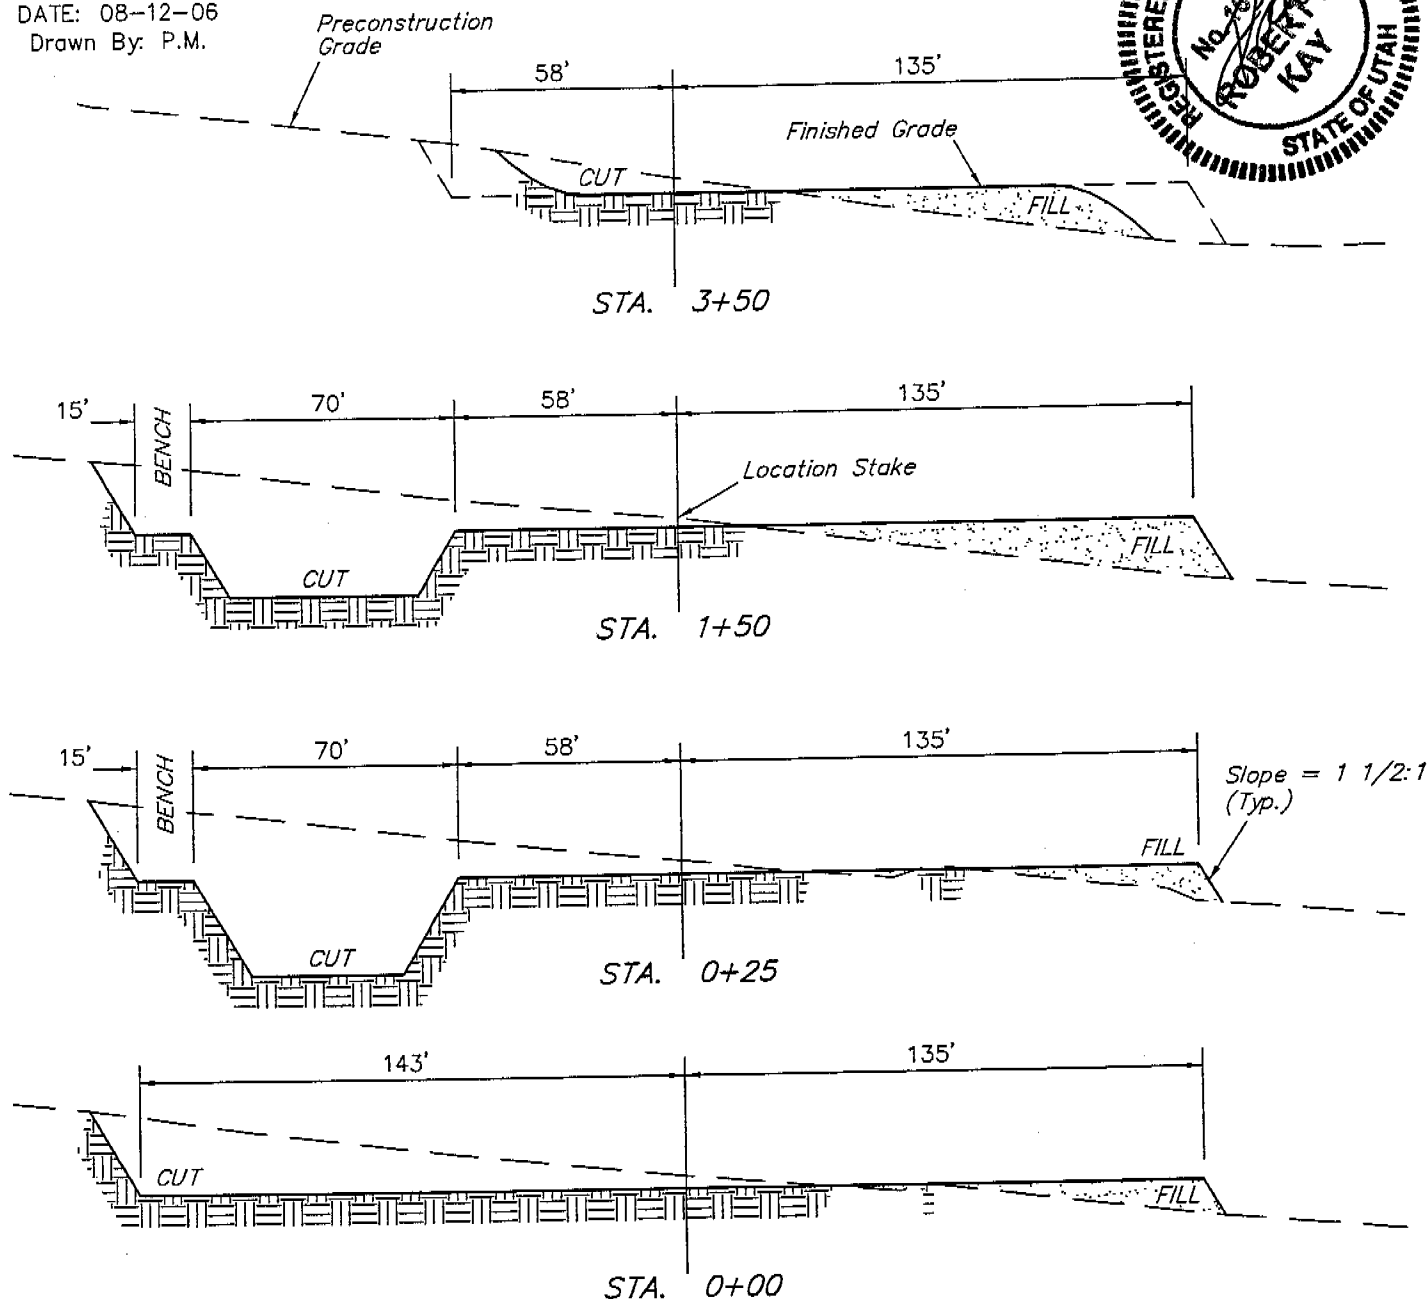 DATE: 08-12-06
Drawn By: P.M.
Preconstruction
Grade
58'
135'
REGISTERE
No.
ROBERT
KAY
STATE OF UTAH
Finished Grade
CUT
FILL
STA. 3+50
15'
BENCH
70'
58'
135'
Location Stake
CUT
FILL
STA. 1+50
15'
BENCH
70'
58'
135'
Slope = 1 1/2:1
(Typ.)
FILL
CUT
STA. 0+25
143'
135'
CUT
FILL
STA. 0+00